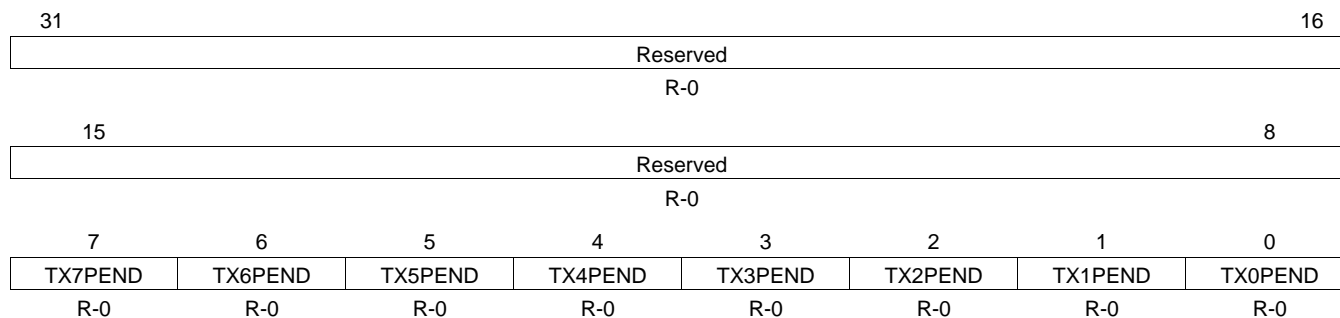 31 16
Reserved
R-0
15 8
Reserved
R-0
7 6 5 4 3 2 1 0
TX7PEND TX6PEND TX5PEND TX4PEND TX3PEND TX2PEND TX1PEND TX0PEND
R-0 R-0 R-0 R-0 R-0 R-0 R-0 R-0